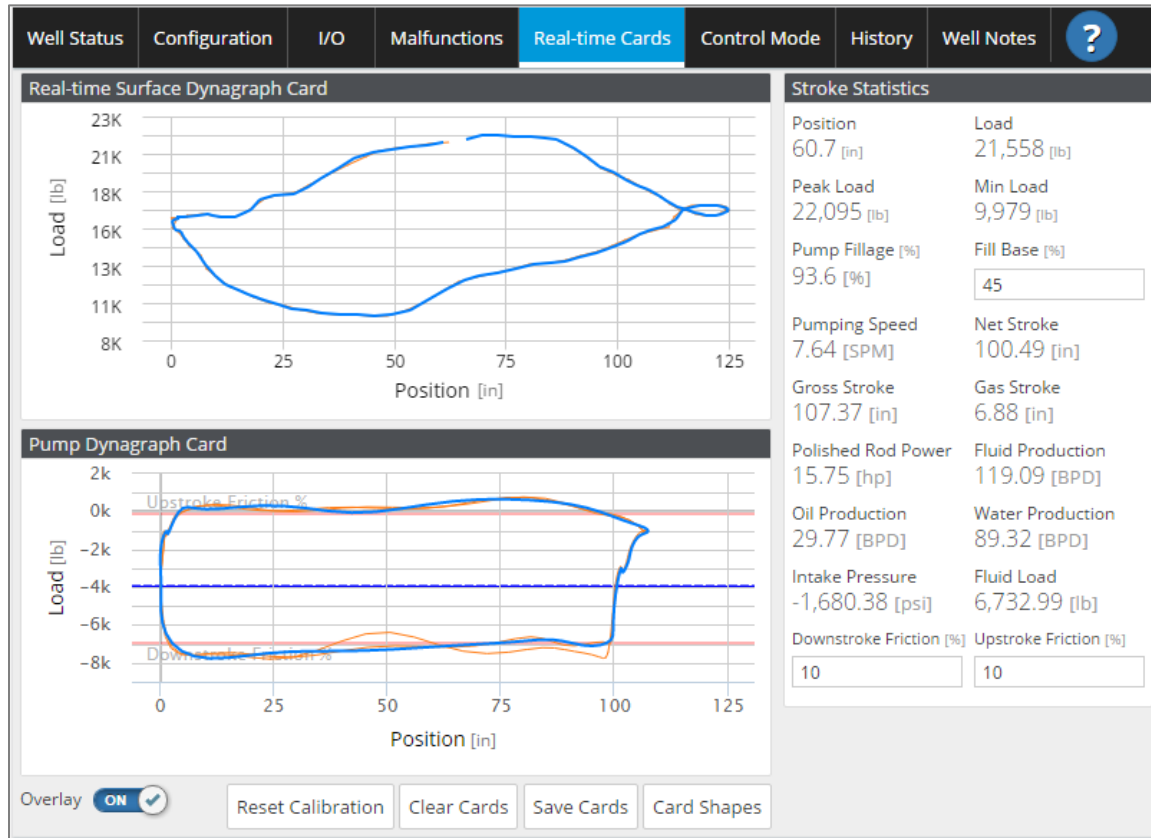 Well Status Configuration I/O Malfunctions Real-time Cards Control Mode History Well Notes ?
Real-time Surface Dynagraph Card
23K
21K
18K
16K
13K
11K
8K
Load [lb]
0 25 50 75 100 125
Position [in]
Pump Dynagraph Card
2k
0k
-2k
-4k
-6k
-8k
Load [lb]
Upstroke Friction %
Downstroke Friction %
0 25 50 75 100 125
Position [in]
Overlay ON
Reset Calibration Clear Cards Save Cards Card Shapes
Stroke Statistics
Position Load
60.7 [in] 21,558 [lb]
Peak Load Min Load
22,095 [lb] 9,979 [lb]
Pump Fillage [%] Fill Base [%]
93.6 [%] 45
Pumping Speed Net Stroke
7.64 [SPM] 100.49 [in]
Gross Stroke Gas Stroke
107.37 [in] 6.88 [in]
Polished Rod Power Fluid Production
15.75 [hp] 119.09 [BPD]
Oil Production Water Production
29.77 [BPD] 89.32 [BPD]
Intake Pressure Fluid Load
-1,680.38 [psi] 6,732.99 [lb]
Downstroke Friction [%] Upstroke Friction [%]
10 10